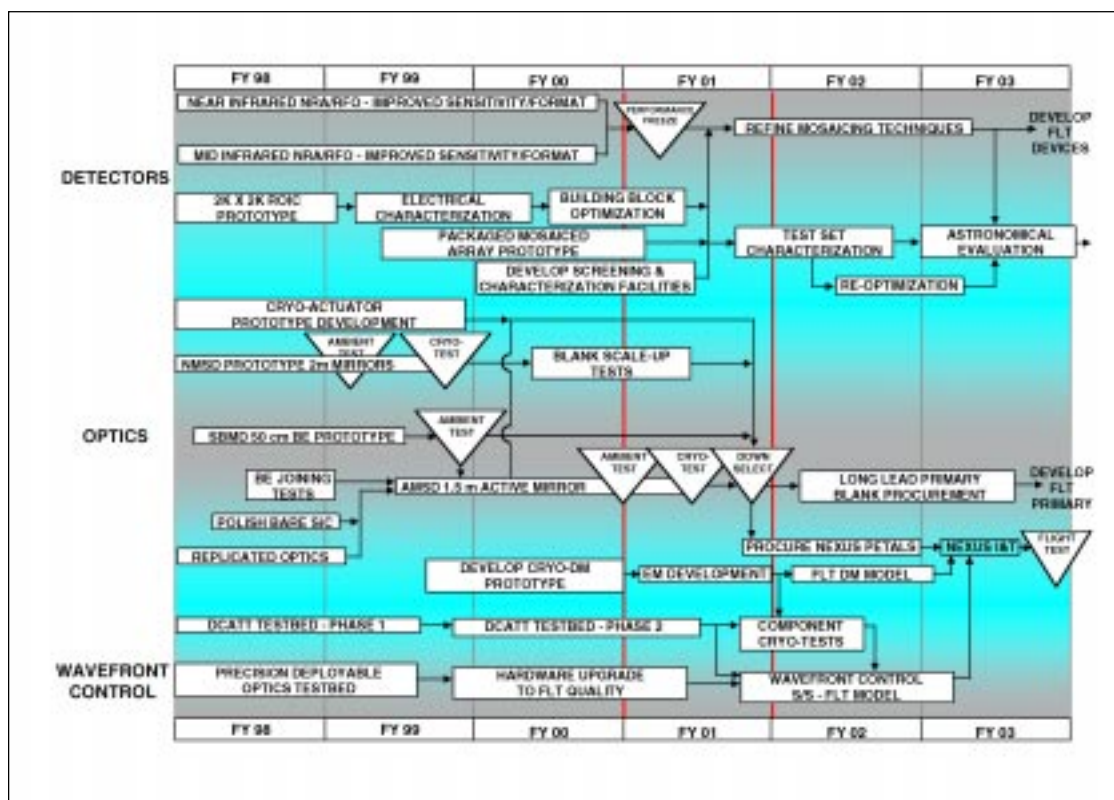 FY 98 FY 99 FY 00 FY 01 FY 02 FY 03
NEAR INFRARED NRA/RFO - IMPROVED SENSITIVITY/FORMAT
PERFORMANCE
FREEZE
REFINE MOSAICING TECHNIQUES
DEVELOP
FLT
DEVICES
MID INFRARED NRA/RFO - IMPROVED SENSITIVITY/FORMAT
DETECTORS
2K X 2K ROIC
PROTOTYPE
ELECTRICAL
CHARACTERIZATION
BUILDING BLOCK
OPTIMIZATION
PACKAGED MOSAICED
ARRAY PROTOTYPE
TEST SET
CHARACTERIZATION
ASTRONOMICAL
EVALUATION
DEVELOP SCREENING &
CHARACTERIZATION FACILITIES
RE-OPTIMIZATION
CRYO-ACTUATOR
PROTOTYPE DEVELOPMENT
AMBIENT
TEST
CRYO-
TEST
NMSD PROTOTYPE 2m MIRRORS
BLANK SCALE-UP
TESTS
OPTICS
SBMD 50 cm BE PROTOTYPE
AMBIENT
TEST
AMBIENT
TEST
CRYO-
TEST
DOWN
SELECT
BE JOINING
TESTS
AMSD 1.5 m ACTIVE MIRROR
LONG LEAD PRIMARY
BLANK PROCUREMENT
DEVELOP
FLT
PRIMARY
POLISH BARE SiC
REPLICATED OPTICS
PROCURE NEXUS PETALS
NEXUS I&T
FLIGHT
TEST
DEVELOP CRYO-DM
PROTOTYPE
EM DEVELOPMENT
FLT DM MODEL
DCATT TESTBED - PHASE 1
DCATT TESTBED - PHASE 2
COMPONENT
CRYO-TESTS
WAVEFRONT
CONTROL
PRECISION DEPLOYABLE
OPTICS TESTBED
HARDWARE UPGRADE
TO FLT QUALITY
WAVEFRONT CONTROL
S/S - FLT MODEL
FY 98 FY 99 FY 00 FY 01 FY 02 FY 03